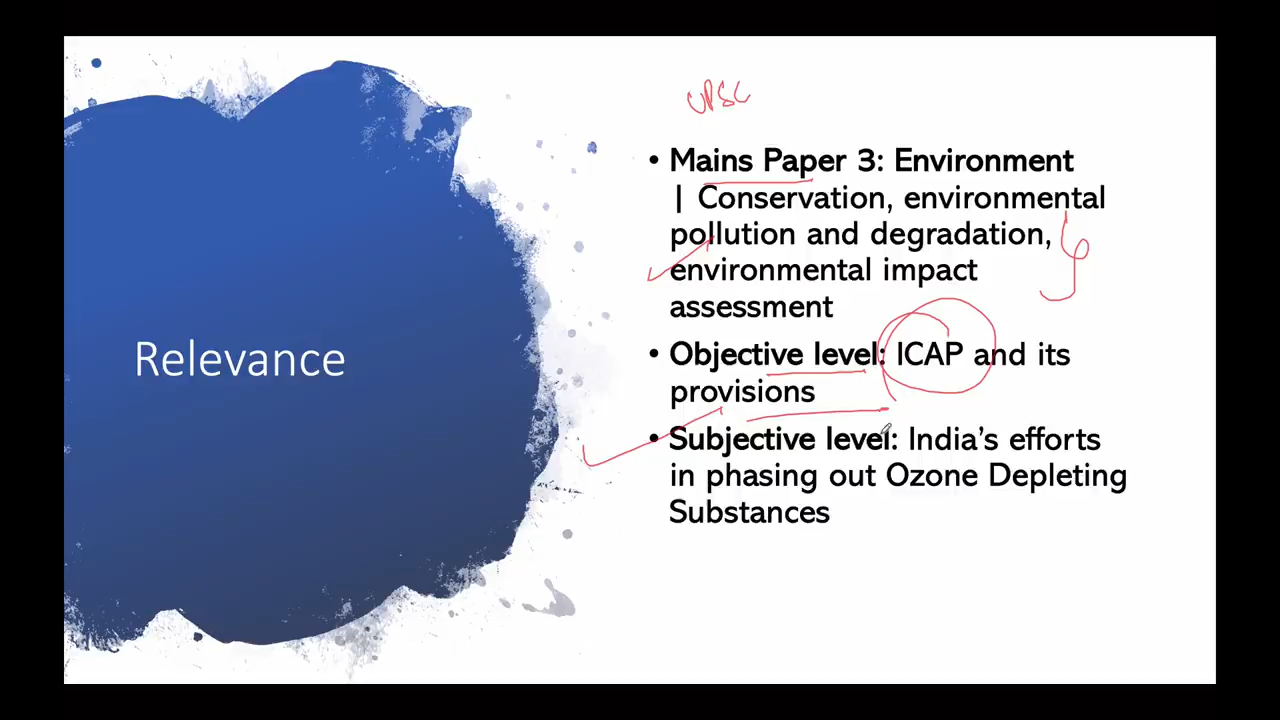 UPSC
Relevance
• Mains Paper 3: Environment
| Conservation, environmental
pollution and degradation,
environmental impact
assessment
• Objective level: ICAP and its
provisions
• Subjective level: India's efforts
in phasing out Ozone Depleting
Substances